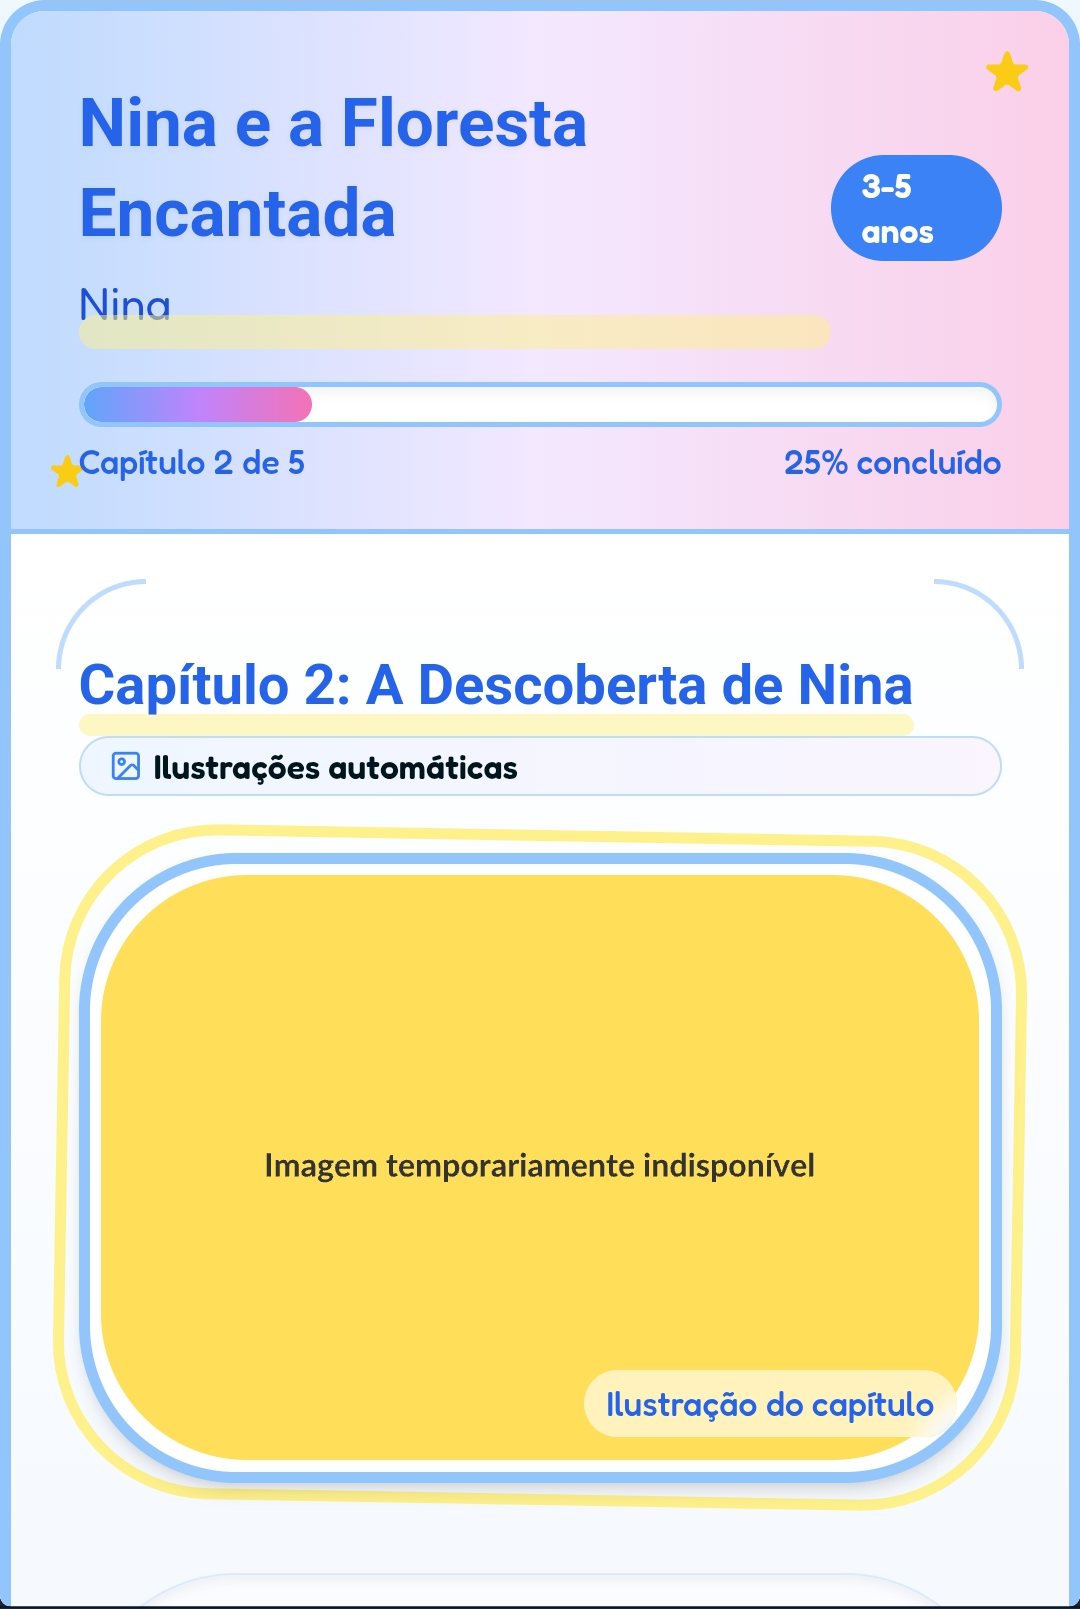 Nina e a Floresta
Encantada
3-5
anos
Nina
Capítulo 2 de 5
25% concluído
Capítulo 2: A Descoberta de Nina
Ilustrações automáticas
Imagem temporariamente indisponível
Ilustração do capítulo